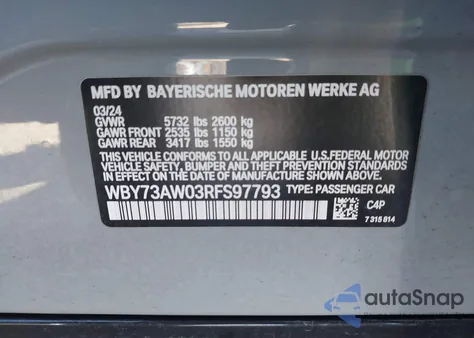 MFD BY BAYERISCHE MOTOREN WERKE AG
03/24
GVWR 5732 lbs 2600 kg
GAWR FRONT 2535 lbs 1150 kg
GAWR REAR 3417 lbs 1550 kg
THIS VEHICLE CONFORMS TO ALL APPLICABLE U.S.FEDERAL MOTOR
VEHICLE SAFETY, BUMPER, AND THEFT PREVENTION STANDARDS
IN EFFECT ON THE DATE OF MANUFACTURE SHOWN ABOVE.
WBY73AW03RFS97793 TYPE: PASSENGER CAR
C4P
7 315 814
autoSnap